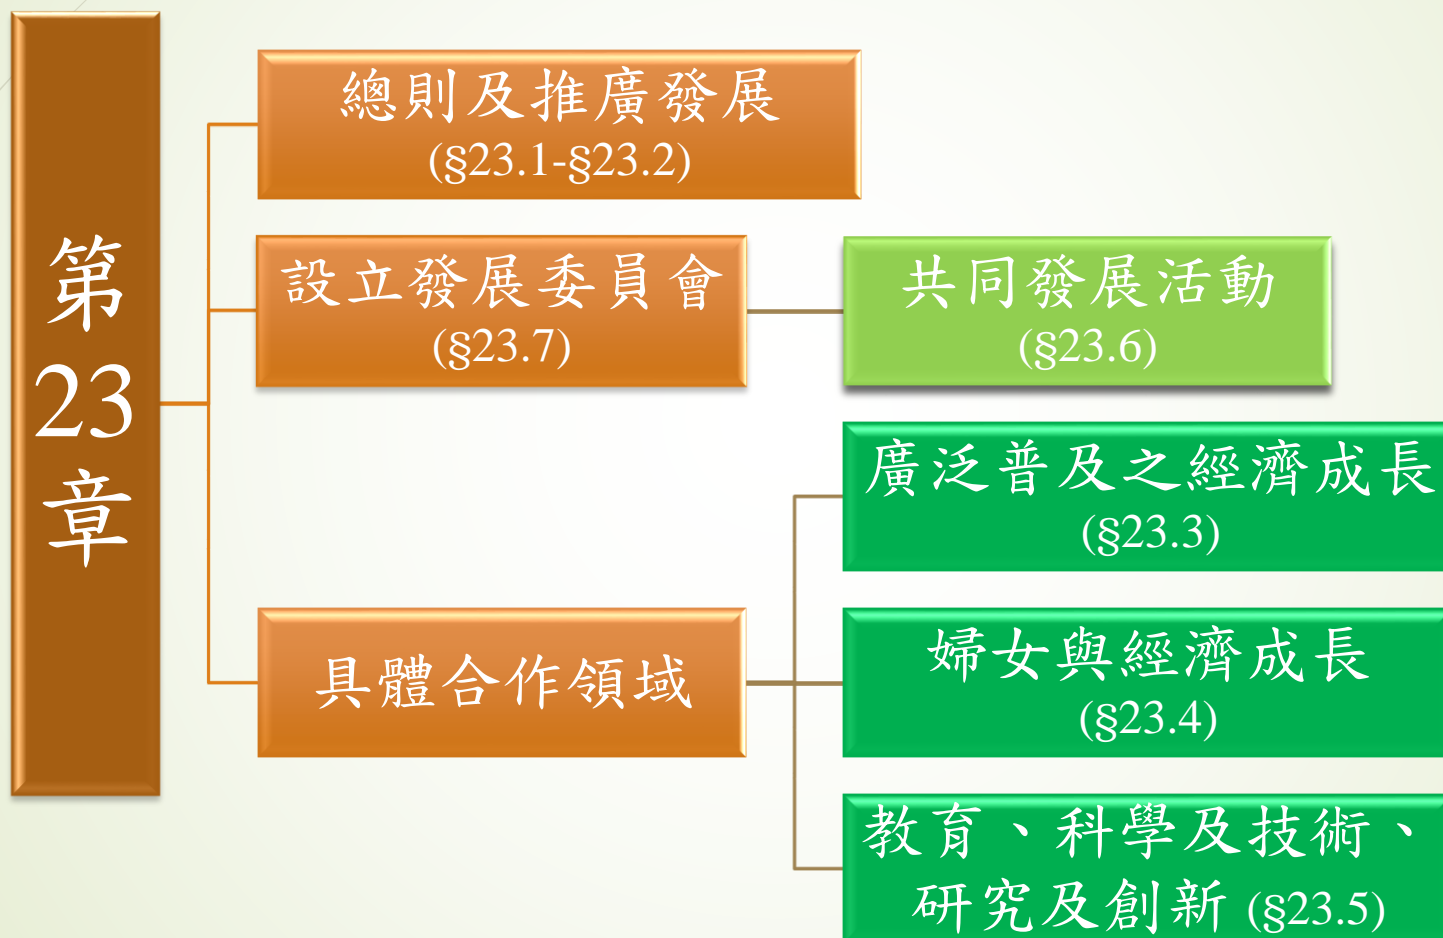 第
23
章
總則及推廣發展
(§23.1-§23.2)
設立發展委員會
(§23.7)
共同發展活動
(§23.6)
具體合作領域
廣泛普及之經濟成長
(§23.3)
婦女與經濟成長
(§23.4)
教育、科學及技術、
研究及創新 (§23.5)